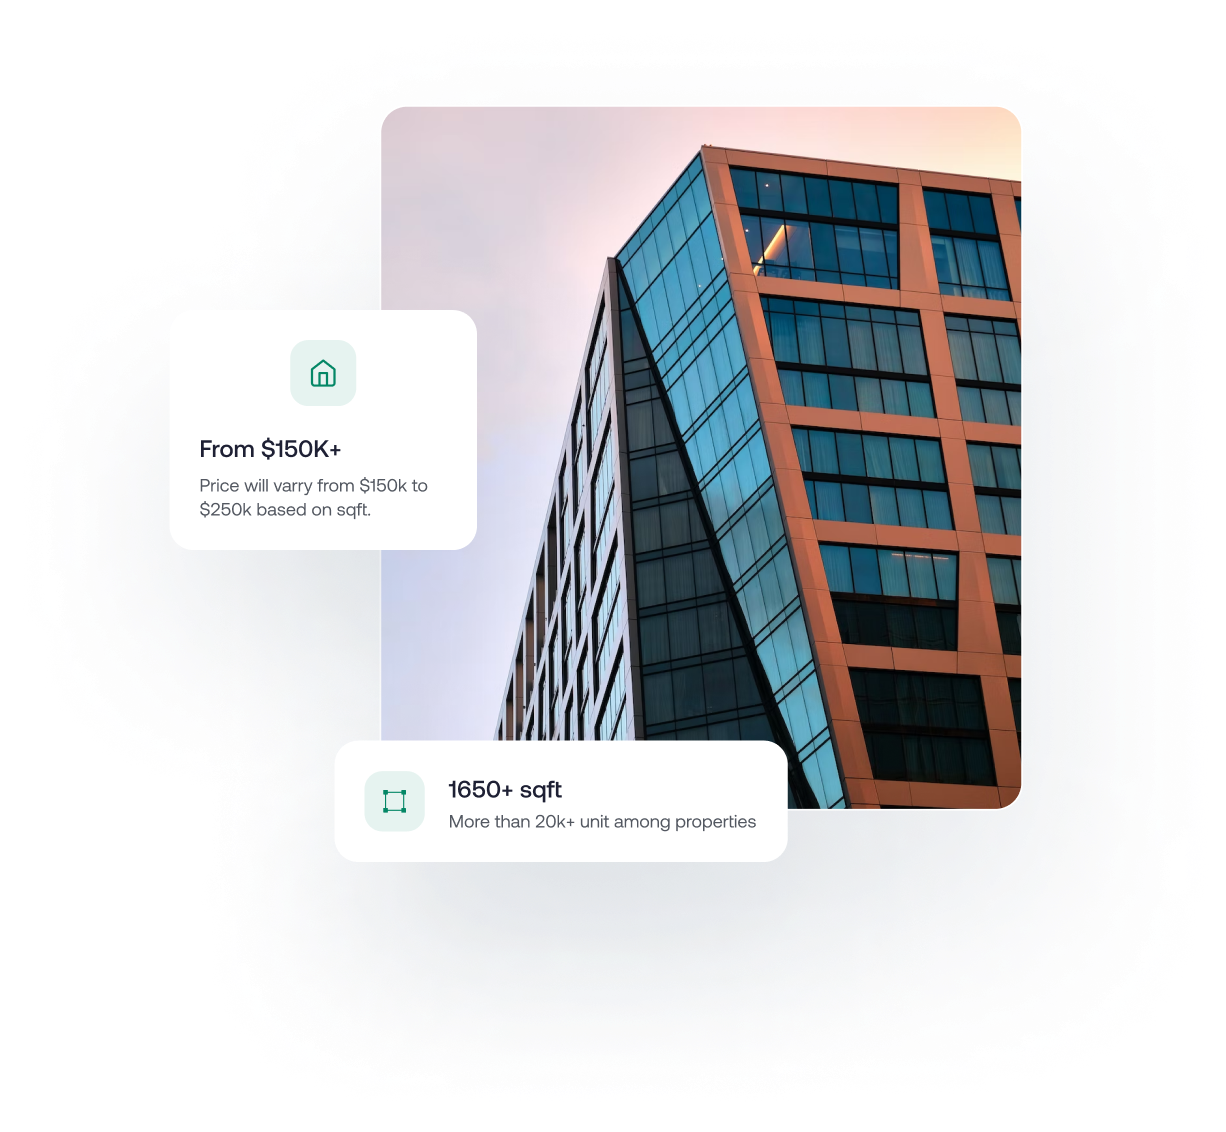 From $150K+
Price will varry from $150k to
$250k based on sqft.
1650+ sqft
More than 20k+ unit among properties